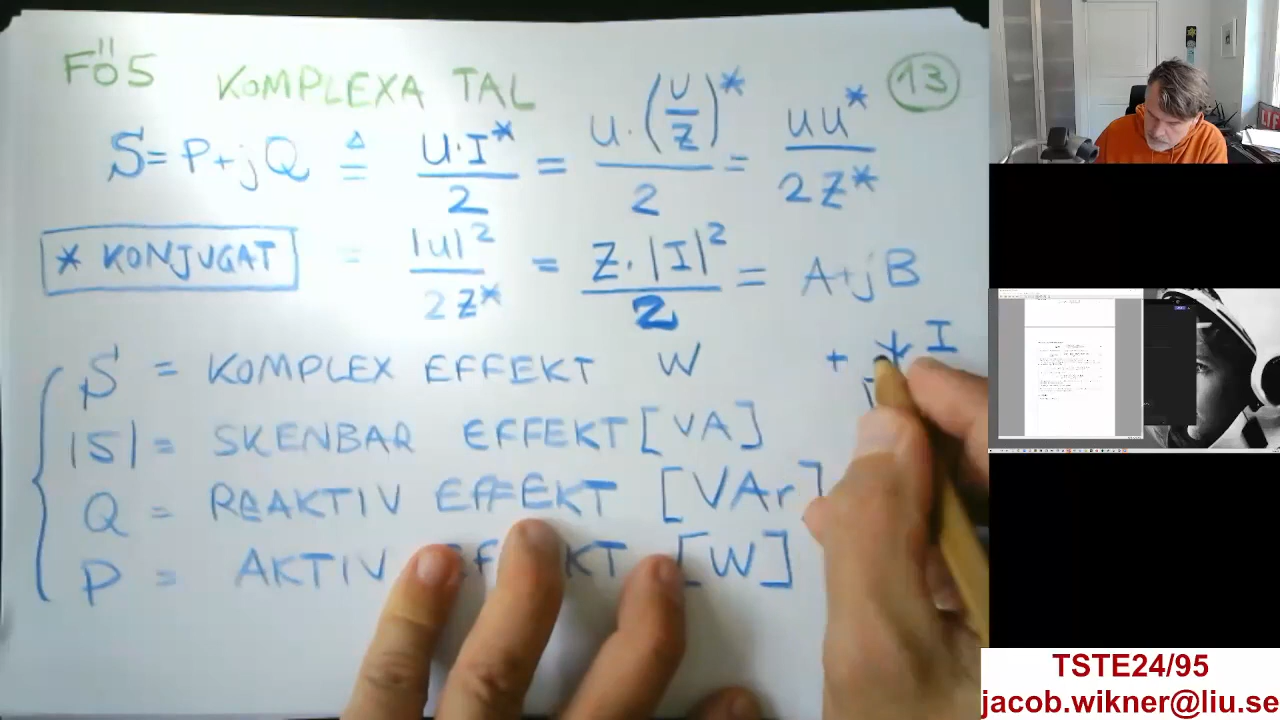 FÖ5 KOMPLEXA TAL 13
S = P+jQ ≜ U·I*/2 = U·(U/Z)*/2 = UU*/2Z*
* KONJUGAT = |U|²/2Z* = Z·|I|²/2 = A+jB
S = KOMPLEX EFFEKT W
+ I
|S| = SKENBAR EFFEKT [VA]
Q = REAKTIV EFFEKT [VAr]
P = AKTIV EFFEKT [W]
TSTE24/95
jacob.wikner@liu.se